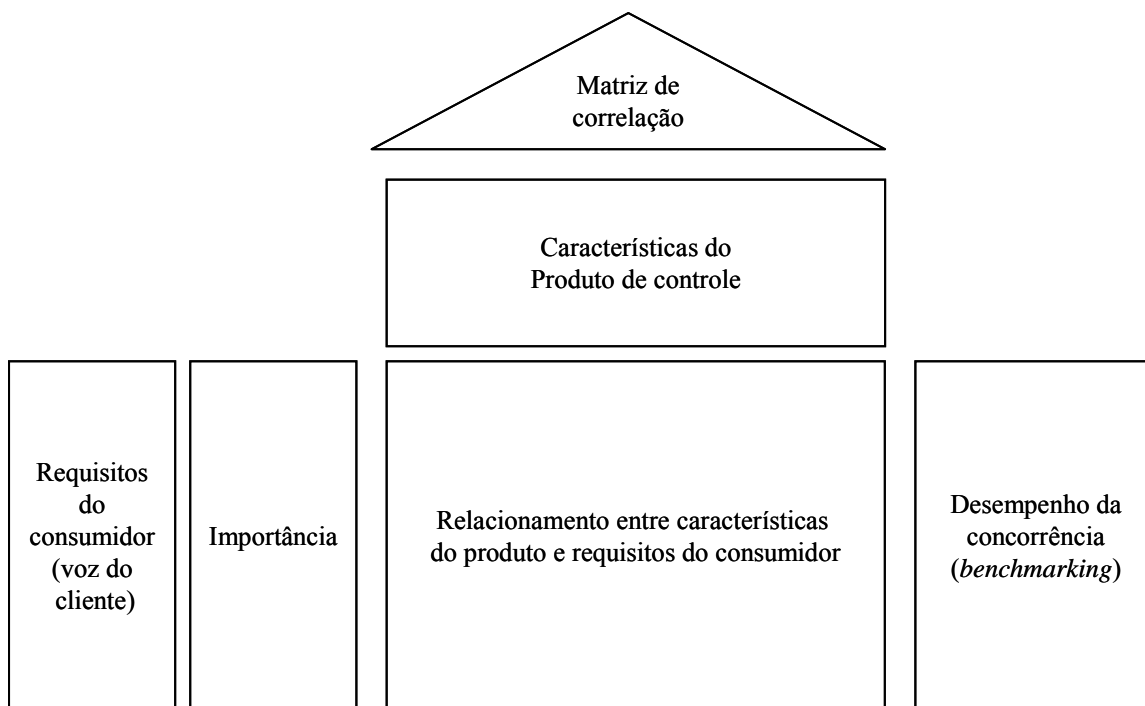 Matriz de
correlação
Características do
Produto de controle
Requisitos
do
consumidor
(voz do
cliente)
Importância
Relacionamento entre características
do produto e requisitos do consumidor
Desempenho da
concorrência
(benchmarking)